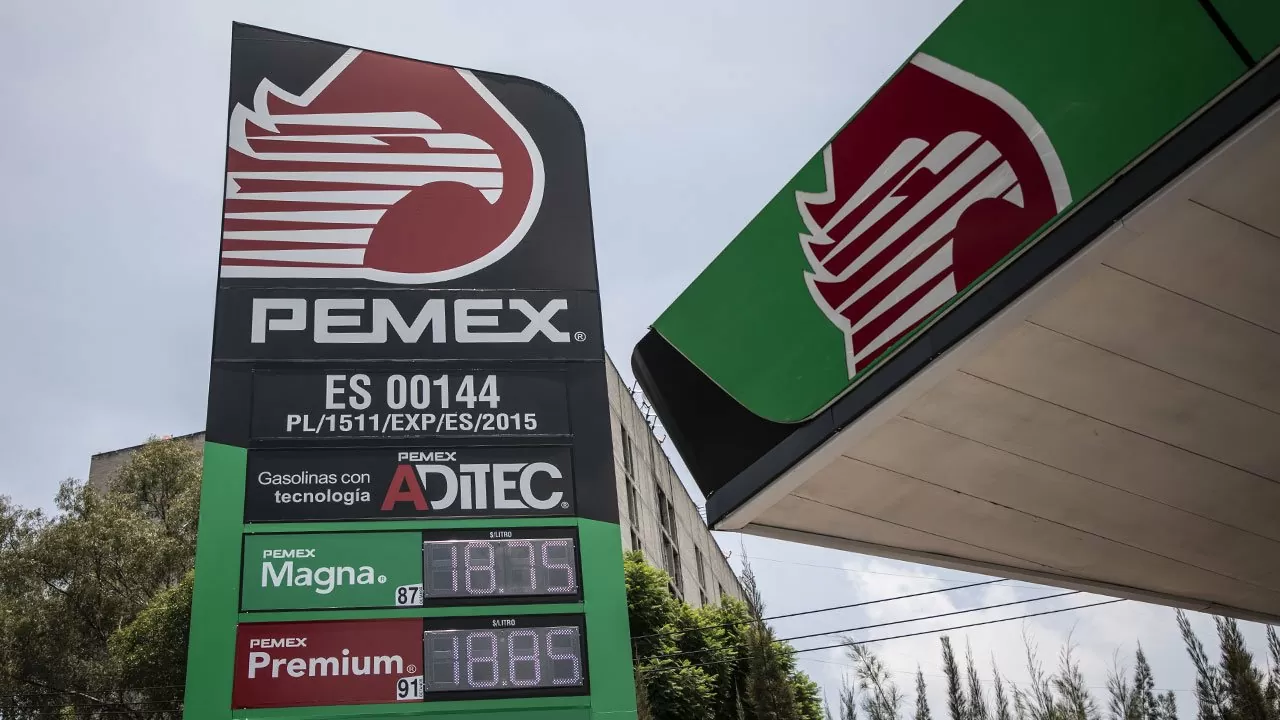 PEMEX®
ES 00144
PL/1511/EXP/ES/2015
PEMEX
Gasolinas con
tecnología
ADITEC®
$/LITRO
PEMEX
Magna®
87
18.75
$/LITRO
PEMEX
Premium®
91
18.85